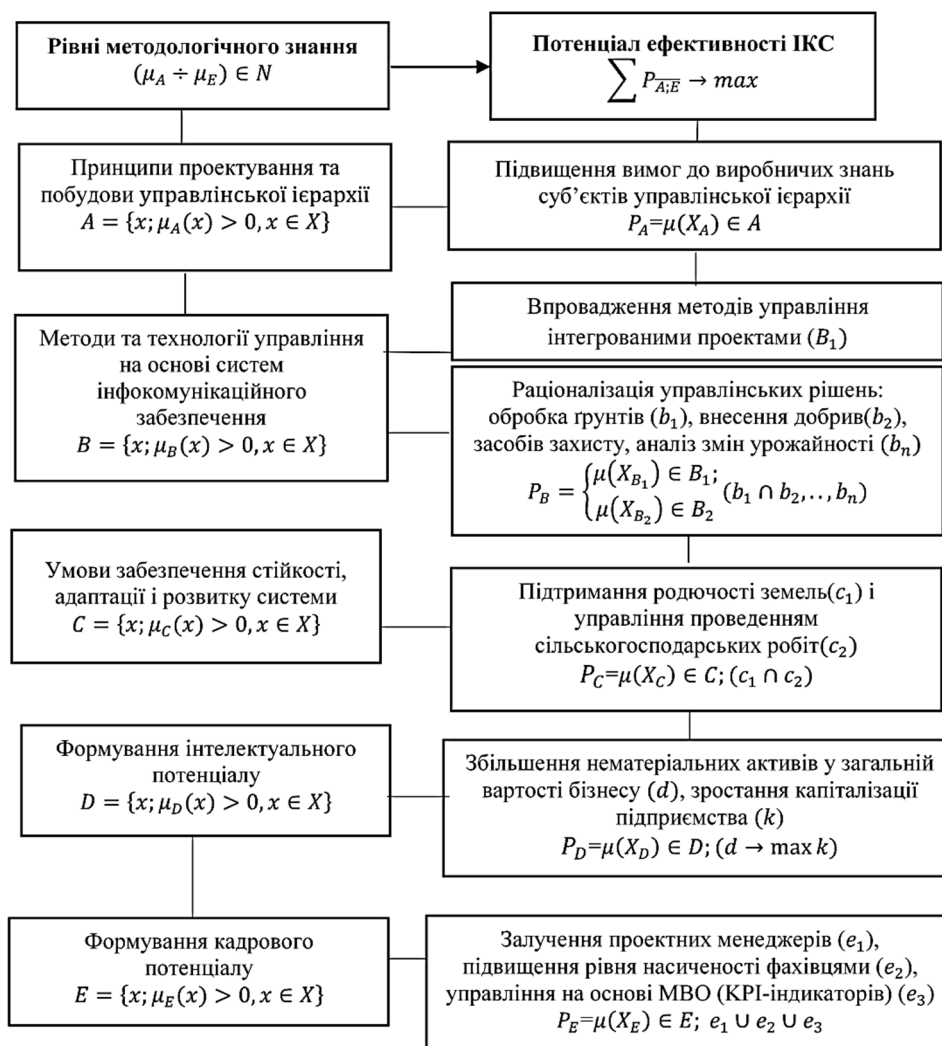 Рівні методологічного знання
(μ_A ÷ μ_E) ∈ N
Потенціал ефективності ІКС
∑ P_{\overline{A;E}} → max
Принципи проектування та
побудови управлінської ієрархії
A = {x; μ_A(x) > 0, x ∈ X}
Підвищення вимог до виробничих знань
суб’єктів управлінської ієрархії
P_A=μ(X_A) ∈ A
Методи та технології управління
на основі систем
інфокомунікаційного
забезпечення
B = {x; μ_B(x) > 0, x ∈ X}
Впровадження методів управління
інтегрованими проектами (B_1)
Раціоналізація управлінських рішень:
обробка ґрунтів (b_1), внесення добрив(b_2),
засобів захисту, аналіз змін урожайності (b_n)
P_B = {μ(X_{B_1}) ∈ B_1; μ(X_{B_2}) ∈ B_2 (b_1 ∩ b_2,..,b_n)
Умови забезпечення стійкості,
адаптації і розвитку системи
C = {x; μ_C(x) > 0, x ∈ X}
Підтримання родючості земель(c_1) і
управління проведенням
сільськогосподарських робіт(c_2)
P_C=μ(X_C) ∈ C; (c_1 ∩ c_2)
Формування інтелектуального
потенціалу
D = {x; μ_D(x) > 0, x ∈ X}
Збільшення нематеріальних активів у загальній
вартості бізнесу (d), зростання капіталізації
підприємства (k)
P_D=μ(X_D) ∈ D; (d → max k)
Формування кадрового
потенціалу
E = {x; μ_E(x) > 0, x ∈ X}
Залучення проектних менеджерів (e_1),
підвищення рівня насиченості фахівцями (e_2),
управління на основі МВО (KPI-індикаторів) (e_3)
P_E=μ(X_E) ∈ E; e_1 ∪ e_2 ∪ e_3